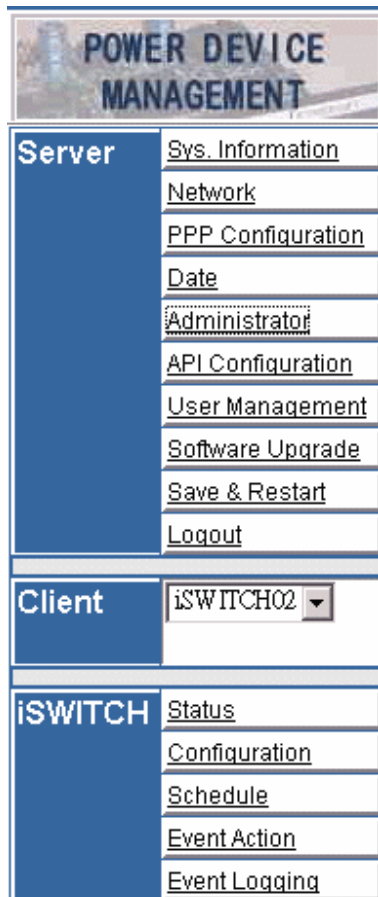 POWER DEVICE
MANAGEMENT
Server
Sys. Information
Network
PPP Configuration
Date
Administrator
API Configuration
User Management
Software Upgrade
Save & Restart
Logout
Client
iSWITCH02
iSWITCH
Status
Configuration
Schedule
Event Action
Event Logging